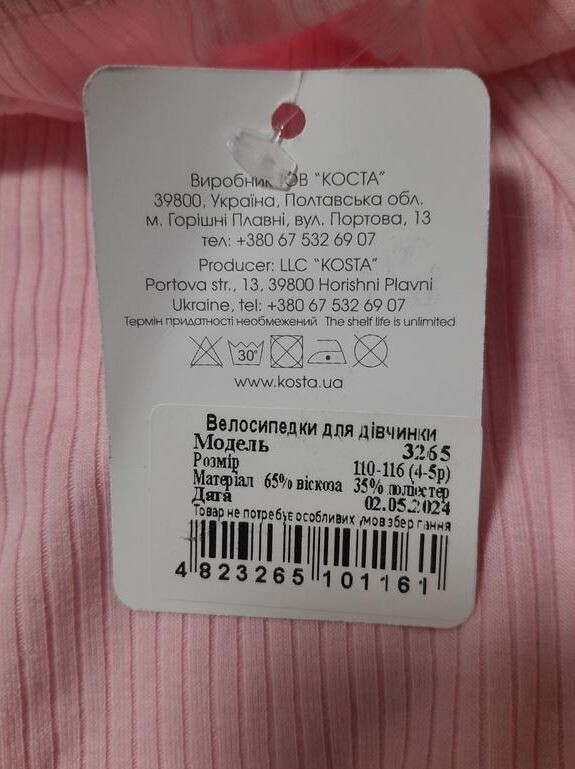 Виробник ТОВ "КОСТА"
39800, Україна, Полтавська обл.
м. Горішні Плавні, вул. Портова, 13
тел: +380 67 532 69 07
Producer: LLC "KOSTA"
Portova str., 13, 39800 Horishni Plavni
Ukraine, tel: +380 67 532 69 07
Термін придатності необмежений The shelf life is unlimited
30°
www.kosta.ua
Велосипедки для дівчинки
Модель 3265
Розмір 110-116 (4-5р)
Матеріал 65% віскоза 35% поліестер
Дата 02.05.2024
Товар не потребує особливих умов зберігання
4 823265 101161